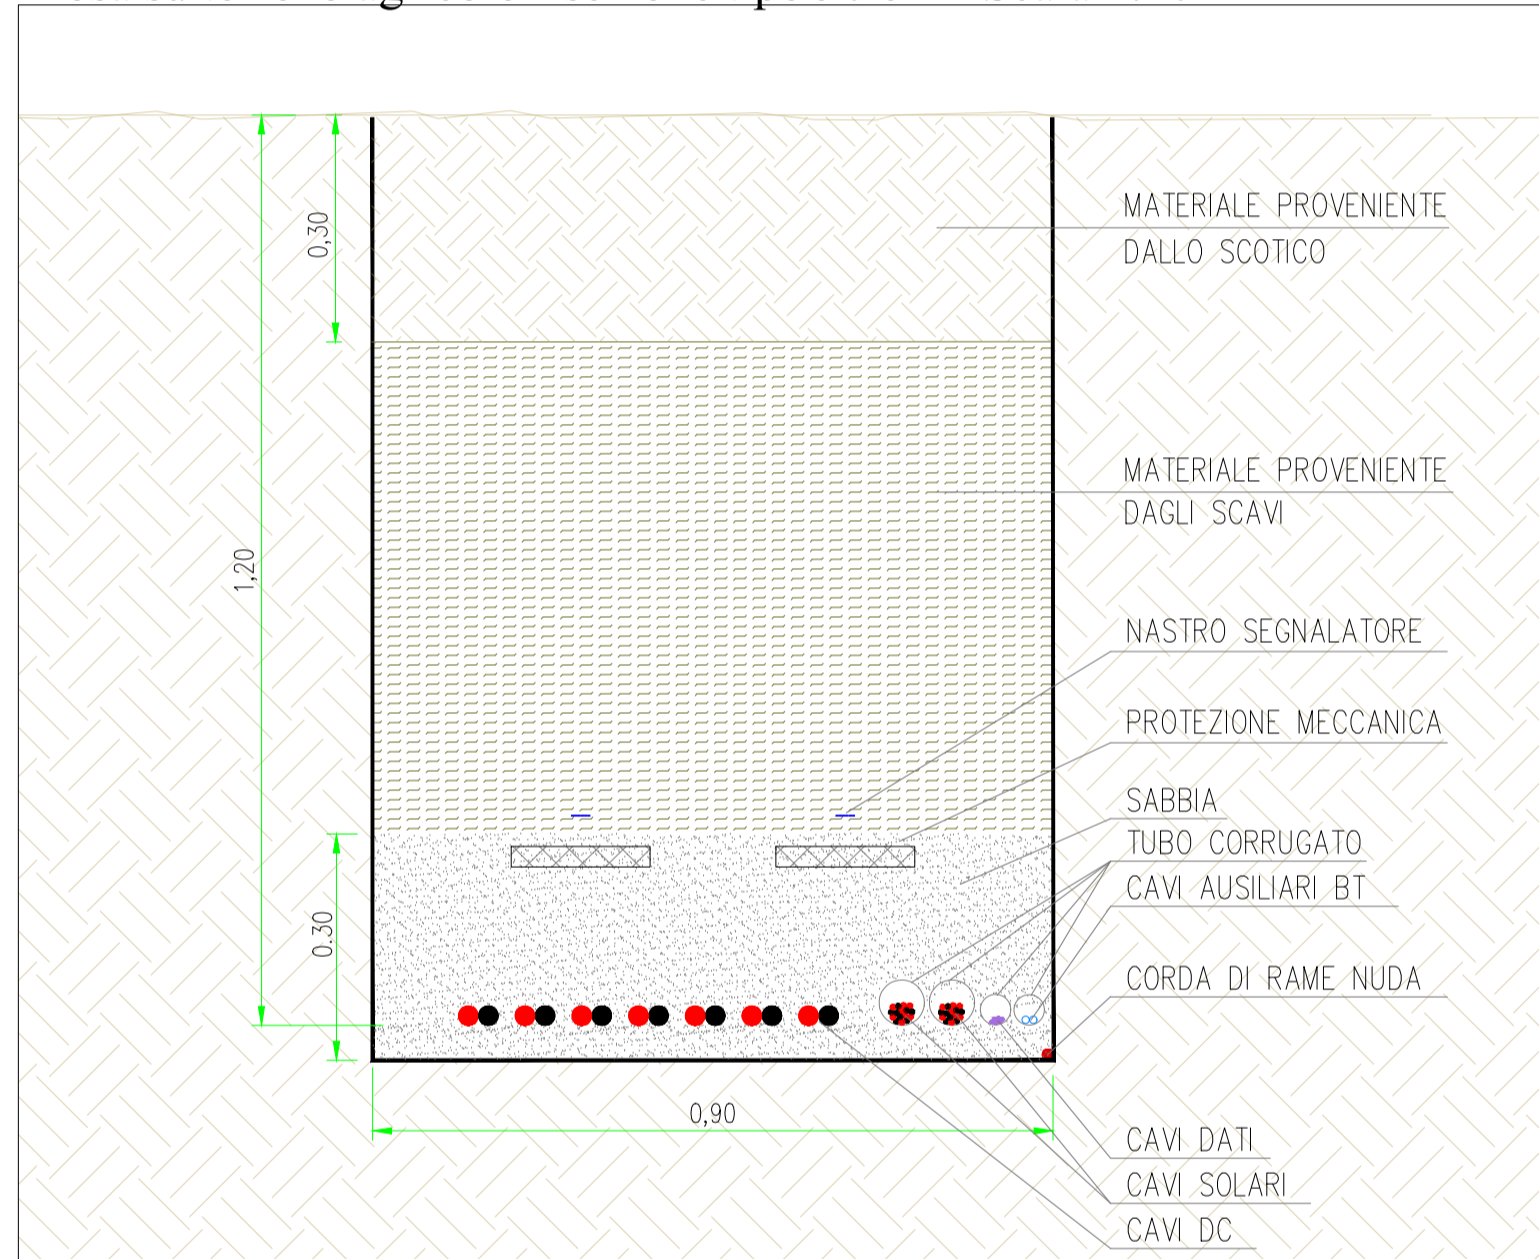 0,30
1,20
0.30
0,90
MATERIALE PROVENIENTE
DALLO SCOTICO
MATERIALE PROVENIENTE
DAGLI SCAVI
NASTRO SEGNALATORE
PROTEZIONE MECCANICA
SABBIA
TUBO CORRUGATO
CAVI AUSILIARI BT
CORDA DI RAME NUDA
CAVI DATI
CAVI SOLARI
CAVI DC